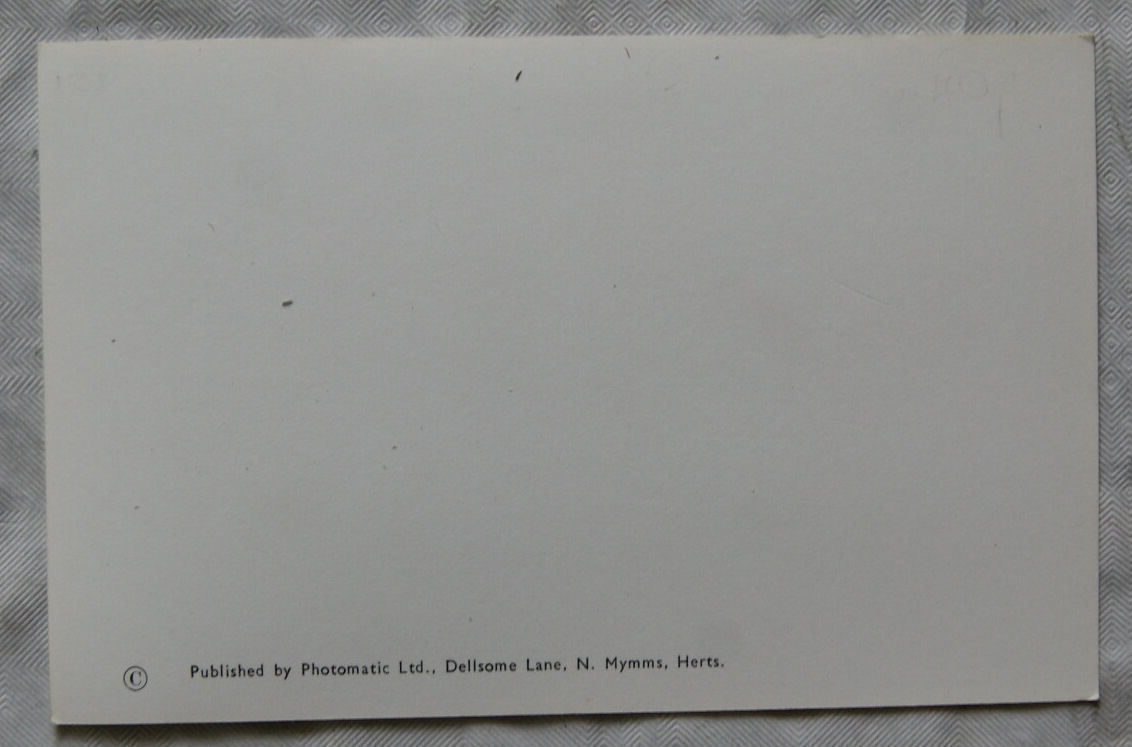 © Published by Photomatic Ltd., Dellsome Lane, N. Mymms, Herts.